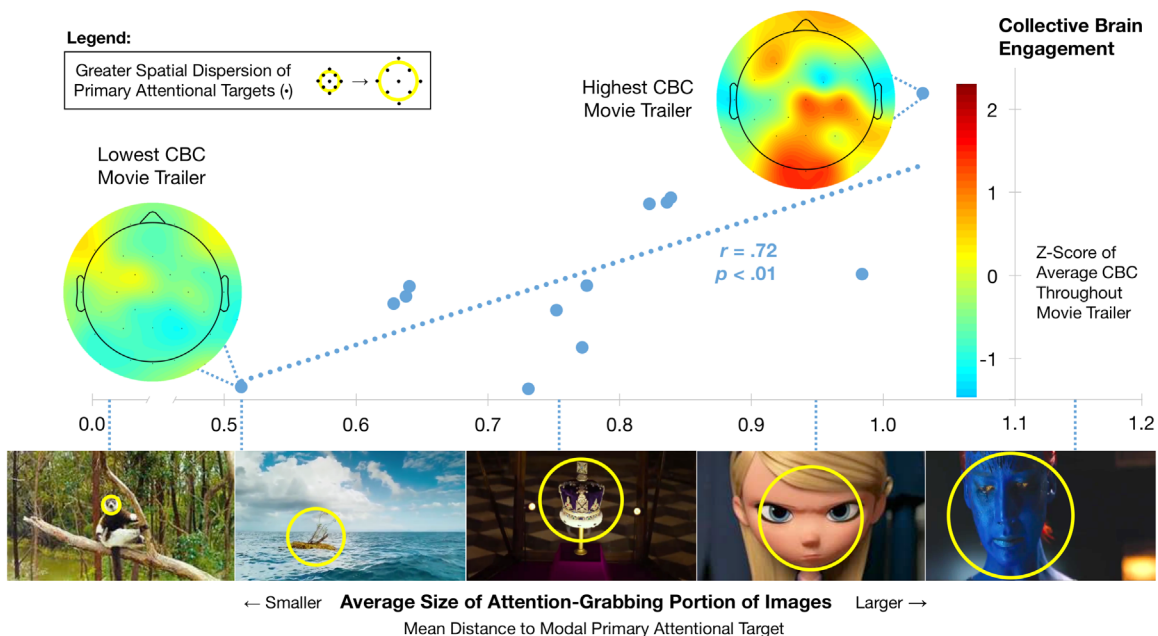 Legend:
Greater Spatial Dispersion of
Primary Attentional Targets (•)
→
Lowest CBC
Movie Trailer
Highest CBC
Movie Trailer
Collective Brain
Engagement
r = .72
p < .01
2
1
0
-1
Z-Score of
Average CBC
Throughout
Movie Trailer
0.0 0.5 0.6 0.7 0.8 0.9 1.0 1.1 1.2
← Smaller Average Size of Attention-Grabbing Portion of Images Larger →
Mean Distance to Modal Primary Attentional Target